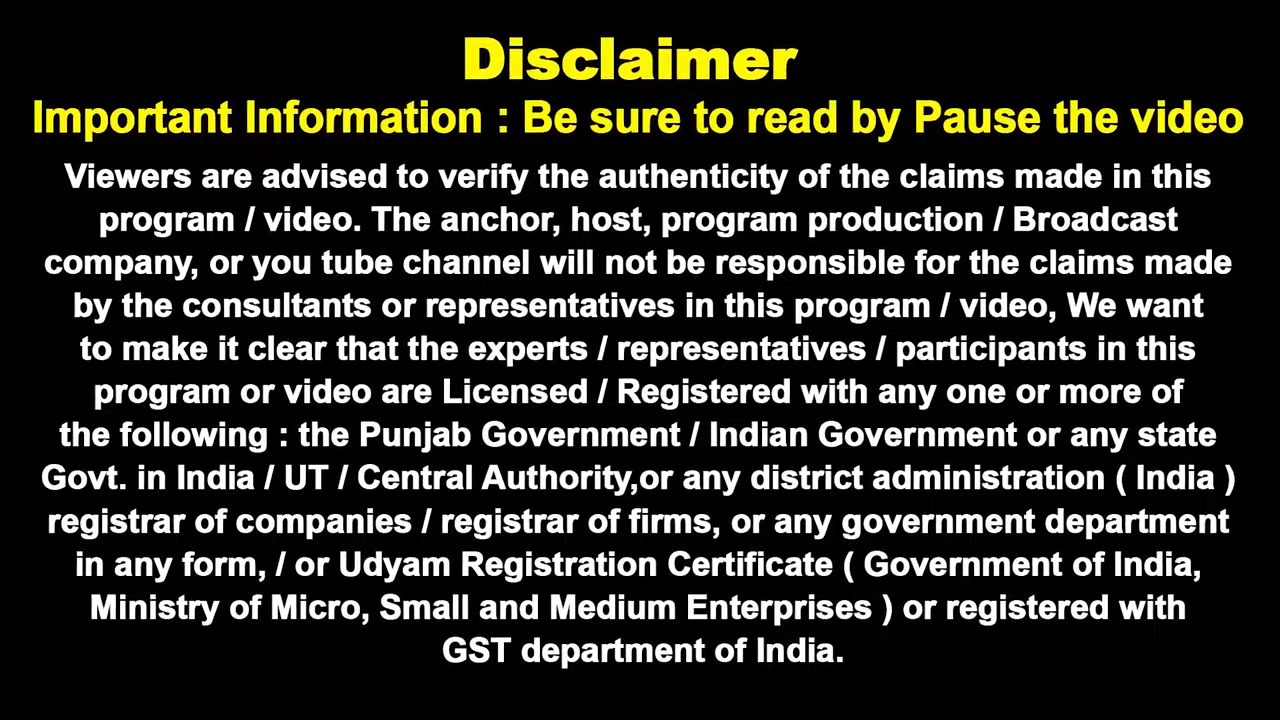 Disclaimer
Important Information : Be sure to read by Pause the video
Viewers are advised to verify the authenticity of the claims made in this
program / video. The anchor, host, program production / Broadcast
company, or you tube channel will not be responsible for the claims made
by the consultants or representatives in this program / video, We want
to make it clear that the experts / representatives / participants in this
program or video are Licensed / Registered with any one or more of
the following : the Punjab Government / Indian Government or any state
Govt. in India / UT / Central Authority,or any district administration ( India )
registrar of companies / registrar of firms, or any government department
in any form, / or Udyam Registration Certificate ( Government of India,
Ministry of Micro, Small and Medium Enterprises ) or registered with
GST department of India.